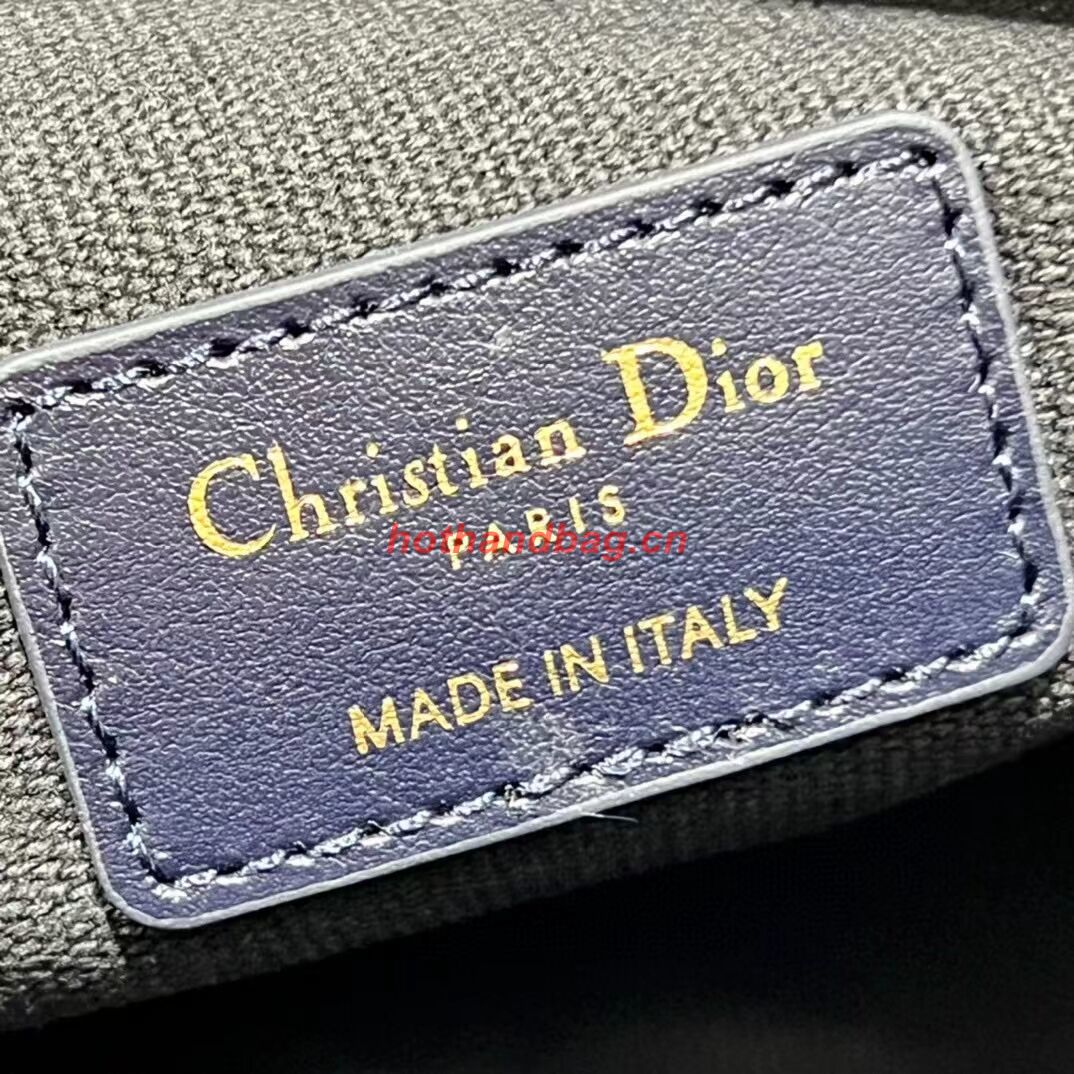 Christian Dior
PARIS
hothandbag.cn
MADE IN ITALY